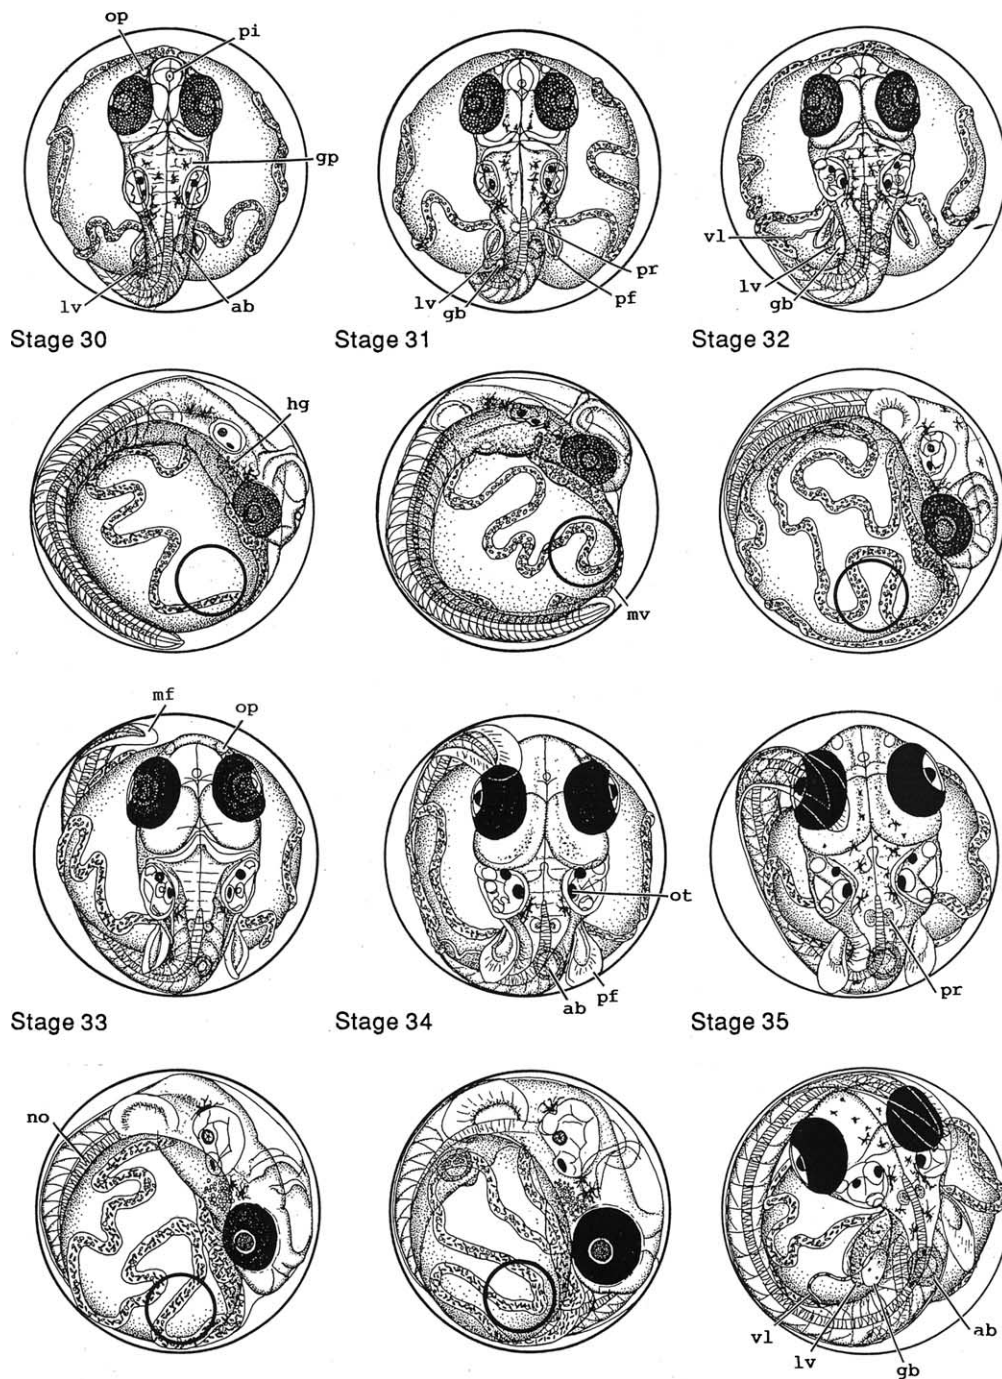 op
pi
gp
lv
ab
lv
gb
pr
pf
vl
lv
gb
Stage 30
Stage 31
Stage 32
hg
mv
mf
op
ot
ab
pf
pr
Stage 33
Stage 34
Stage 35
no
vl
lv
gb
ab